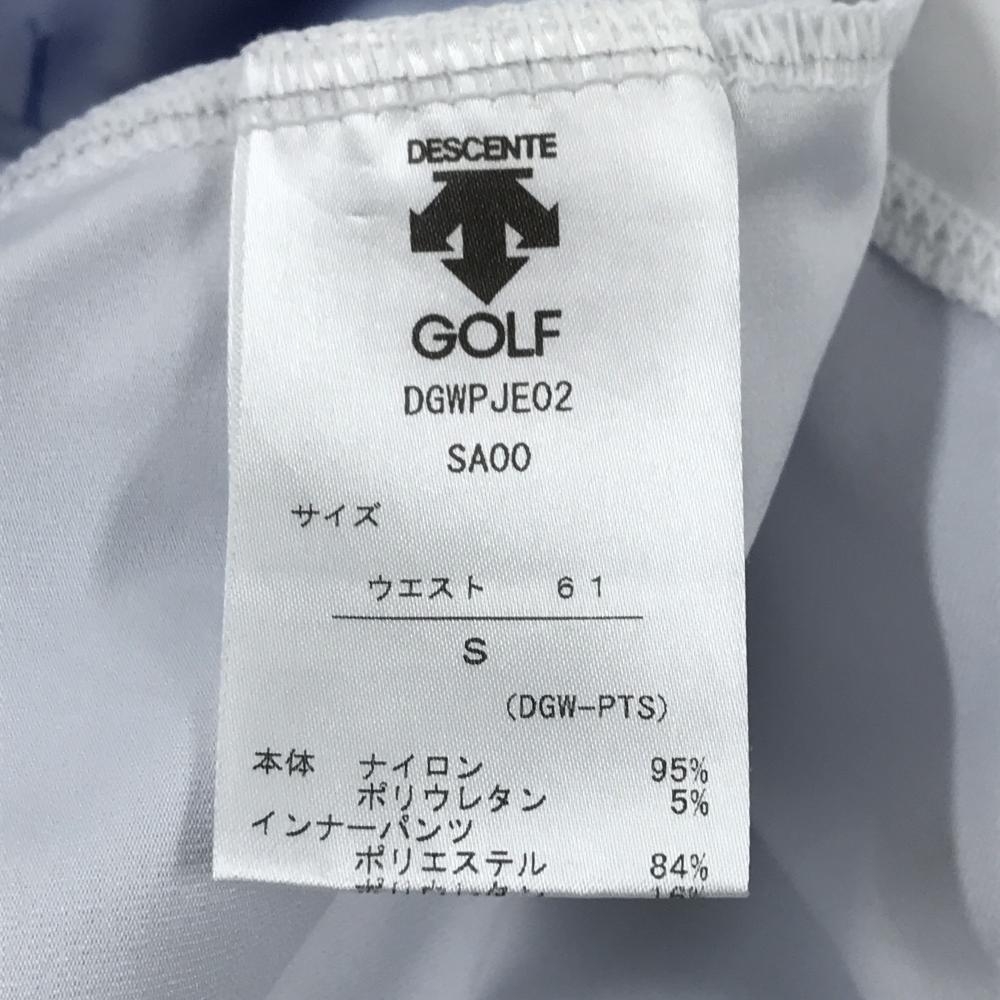 DESCENTE
GOLF
DGWPJE02
SA00
サイズ
ウエスト 61
S
(DGW-PTS)
本体 ナイロン 95%
ポリウレタン 5%
インナーパンツ
ポリエステル 84%